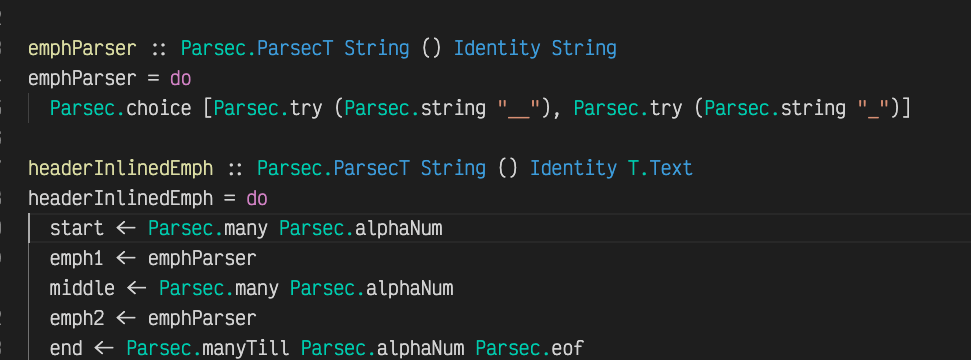 emphParser :: Parsec.ParsecT String () Identity String
emphParser = do
Parsec.choice [Parsec.try (Parsec.string "__"), Parsec.try (Parsec.string "_")]
headerInlinedEmph :: Parsec.ParsecT String () Identity T.Text
headerInlinedEmph = do
start <- Parsec.many Parsec.alphaNum
emph1 <- emphParser
middle <- Parsec.many Parsec.alphaNum
emph2 <- emphParser
end <- Parsec.manyTill Parsec.alphaNum Parsec.eof